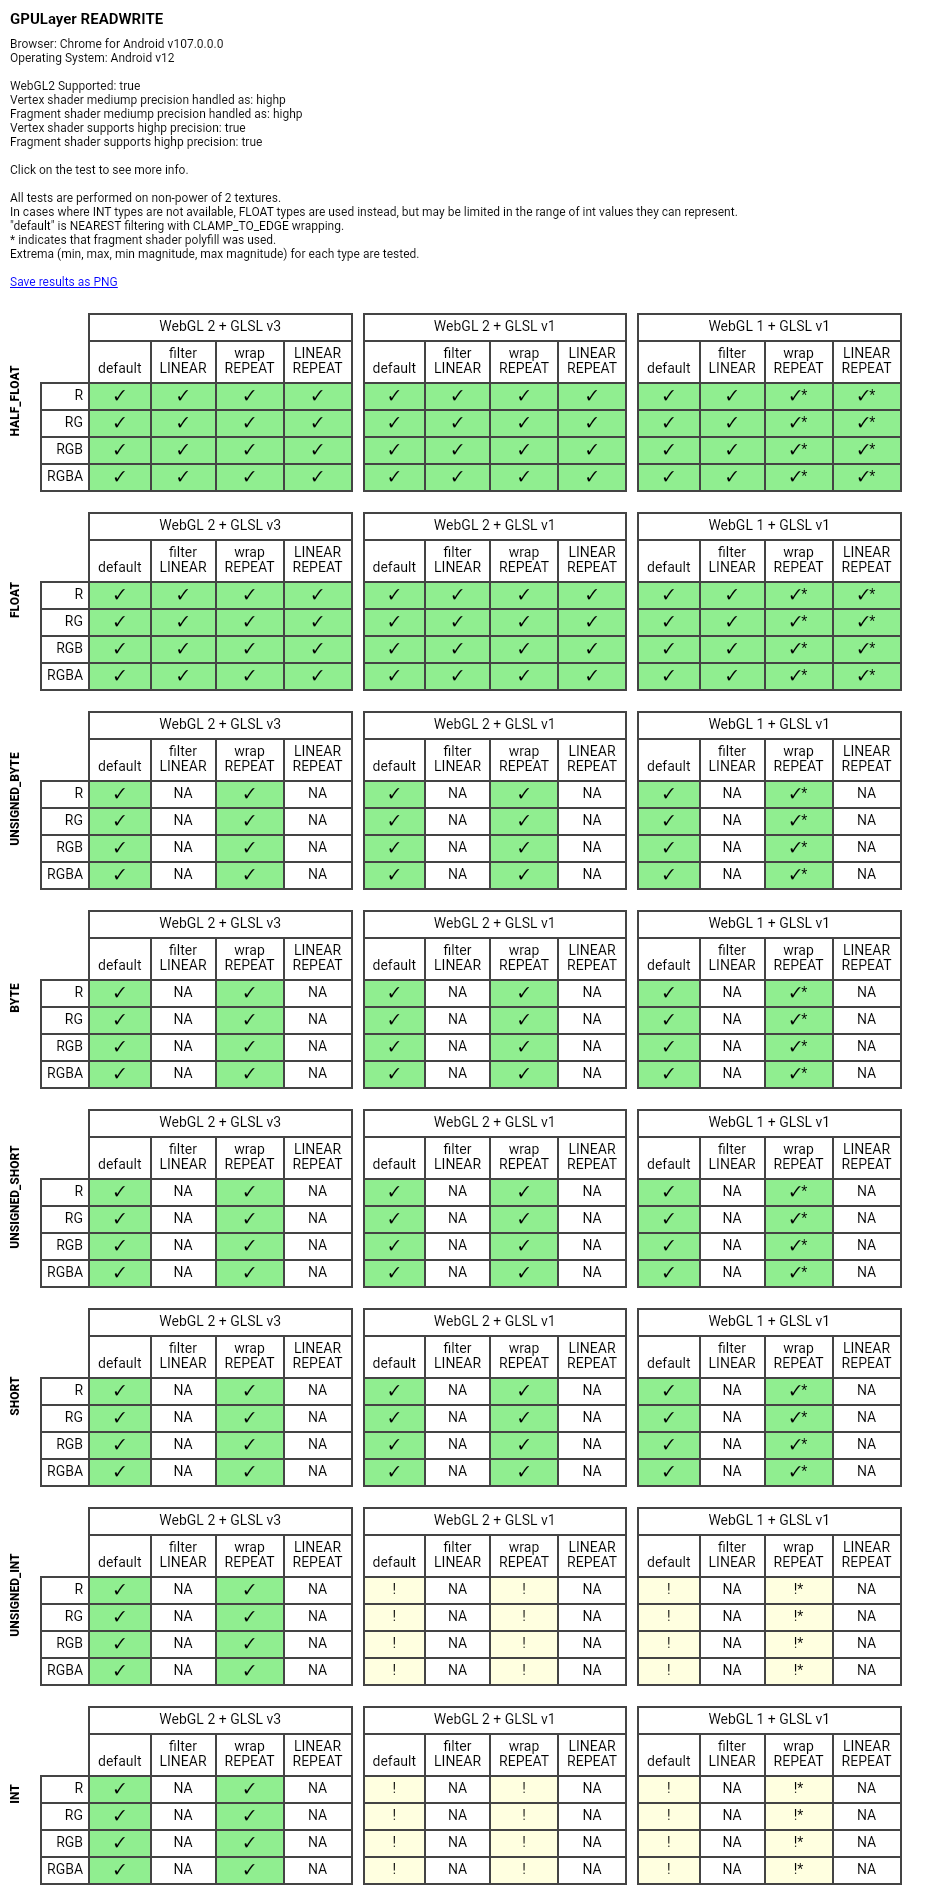 GPULayer READWRITE
Browser: Chrome for Android v107.0.0.0
Operating System: Android v12
WebGL2 Supported: true
Vertex shader mediump precision handled as: highp
Fragment shader mediump precision handled as: highp
Vertex shader supports highp precision: true
Fragment shader supports highp precision: true
Click on the test to see more info.
All tests are performed on non-power of 2 textures.
In cases where INT types are not available, FLOAT types are used instead, but may be limited in the range of int values they can represent.
"default" is NEAREST filtering with CLAMP_TO_EDGE wrapping.
* indicates that fragment shader polyfill was used.
Extrema (min, max, min magnitude, max magnitude) for each type are tested.
Save results as PNG
HALF_FLOAT
WebGL 2 + GLSL v3 WebGL 2 + GLSL v1 WebGL 1 + GLSL v1
filter wrap LINEAR filter wrap LINEAR filter wrap LINEAR
default LINEAR REPEAT REPEAT default LINEAR REPEAT REPEAT default LINEAR REPEAT REPEAT
R ✓ ✓ ✓ ✓ ✓ ✓ ✓ ✓ ✓ ✓ ✓* ✓*
RG ✓ ✓ ✓ ✓ ✓ ✓ ✓ ✓ ✓ ✓ ✓* ✓*
RGB ✓ ✓ ✓ ✓ ✓ ✓ ✓ ✓ ✓ ✓ ✓* ✓*
RGBA ✓ ✓ ✓ ✓ ✓ ✓ ✓ ✓ ✓ ✓ ✓* ✓*
FLOAT
WebGL 2 + GLSL v3 WebGL 2 + GLSL v1 WebGL 1 + GLSL v1
filter wrap LINEAR filter wrap LINEAR filter wrap LINEAR
default LINEAR REPEAT REPEAT default LINEAR REPEAT REPEAT default LINEAR REPEAT REPEAT
R ✓ ✓ ✓ ✓ ✓ ✓ ✓ ✓ ✓ ✓ ✓* ✓*
RG ✓ ✓ ✓ ✓ ✓ ✓ ✓ ✓ ✓ ✓ ✓* ✓*
RGB ✓ ✓ ✓ ✓ ✓ ✓ ✓ ✓ ✓ ✓ ✓* ✓*
RGBA ✓ ✓ ✓ ✓ ✓ ✓ ✓ ✓ ✓ ✓ ✓* ✓*
UNSIGNED_BYTE
WebGL 2 + GLSL v3 WebGL 2 + GLSL v1 WebGL 1 + GLSL v1
filter wrap LINEAR filter wrap LINEAR filter wrap LINEAR
default LINEAR REPEAT REPEAT default LINEAR REPEAT REPEAT default LINEAR REPEAT REPEAT
R ✓ NA ✓ NA ✓ NA ✓ NA ✓ NA ✓* NA
RG ✓ NA ✓ NA ✓ NA ✓ NA ✓ NA ✓* NA
RGB ✓ NA ✓ NA ✓ NA ✓ NA ✓ NA ✓* NA
RGBA ✓ NA ✓ NA ✓ NA ✓ NA ✓ NA ✓* NA
BYTE
WebGL 2 + GLSL v3 WebGL 2 + GLSL v1 WebGL 1 + GLSL v1
filter wrap LINEAR filter wrap LINEAR filter wrap LINEAR
default LINEAR REPEAT REPEAT default LINEAR REPEAT REPEAT default LINEAR REPEAT REPEAT
R ✓ NA ✓ NA ✓ NA ✓ NA ✓ NA ✓* NA
RG ✓ NA ✓ NA ✓ NA ✓ NA ✓ NA ✓* NA
RGB ✓ NA ✓ NA ✓ NA ✓ NA ✓ NA ✓* NA
RGBA ✓ NA ✓ NA ✓ NA ✓ NA ✓ NA ✓* NA
UNSIGNED_SHORT
WebGL 2 + GLSL v3 WebGL 2 + GLSL v1 WebGL 1 + GLSL v1
filter wrap LINEAR filter wrap LINEAR filter wrap LINEAR
default LINEAR REPEAT REPEAT default LINEAR REPEAT REPEAT default LINEAR REPEAT REPEAT
R ✓ NA ✓ NA ✓ NA ✓ NA ✓ NA ✓* NA
RG ✓ NA ✓ NA ✓ NA ✓ NA ✓ NA ✓* NA
RGB ✓ NA ✓ NA ✓ NA ✓ NA ✓ NA ✓* NA
RGBA ✓ NA ✓ NA ✓ NA ✓ NA ✓ NA ✓* NA
SHORT
WebGL 2 + GLSL v3 WebGL 2 + GLSL v1 WebGL 1 + GLSL v1
filter wrap LINEAR filter wrap LINEAR filter wrap LINEAR
default LINEAR REPEAT REPEAT default LINEAR REPEAT REPEAT default LINEAR REPEAT REPEAT
R ✓ NA ✓ NA ✓ NA ✓ NA ✓ NA ✓* NA
RG ✓ NA ✓ NA ✓ NA ✓ NA ✓ NA ✓* NA
RGB ✓ NA ✓ NA ✓ NA ✓ NA ✓ NA ✓* NA
RGBA ✓ NA ✓ NA ✓ NA ✓ NA ✓ NA ✓* NA
UNSIGNED_INT
WebGL 2 + GLSL v3 WebGL 2 + GLSL v1 WebGL 1 + GLSL v1
filter wrap LINEAR filter wrap LINEAR filter wrap LINEAR
default LINEAR REPEAT REPEAT default LINEAR REPEAT REPEAT default LINEAR REPEAT REPEAT
R ✓ NA ✓ NA ! NA ! NA ! NA !* NA
RG ✓ NA ✓ NA ! NA ! NA ! NA !* NA
RGB ✓ NA ✓ NA ! NA ! NA ! NA !* NA
RGBA ✓ NA ✓ NA ! NA ! NA ! NA !* NA
INT
WebGL 2 + GLSL v3 WebGL 2 + GLSL v1 WebGL 1 + GLSL v1
filter wrap LINEAR filter wrap LINEAR filter wrap LINEAR
default LINEAR REPEAT REPEAT default LINEAR REPEAT REPEAT default LINEAR REPEAT REPEAT
R ✓ NA ✓ NA ! NA ! NA ! NA !* NA
RG ✓ NA ✓ NA ! NA ! NA ! NA !* NA
RGB ✓ NA ✓ NA ! NA ! NA ! NA !* NA
RGBA ✓ NA ✓ NA ! NA ! NA ! NA !* NA